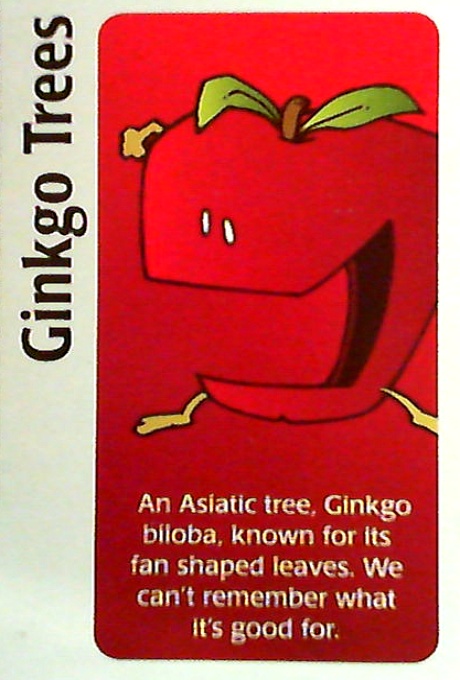 Ginkgo Trees
An Asiatic tree, Ginkgo
biloba, known for its
fan shaped leaves. We
can't remember what
it's good for.